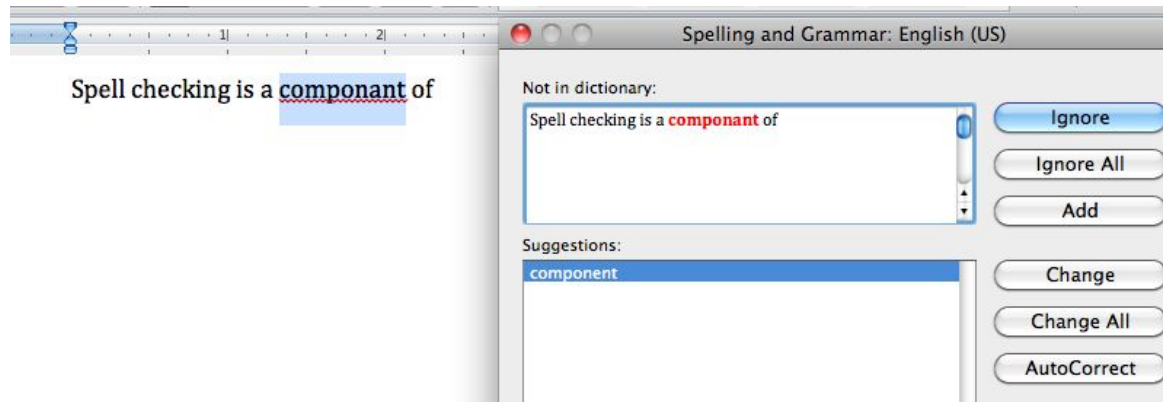 1 2
Spelling and Grammar: English (US)
Spell checking is a componant of
Not in dictionary:
Spell checking is a componant of
Ignore
Ignore All
Add
Suggestions:
component
Change
Change All
AutoCorrect